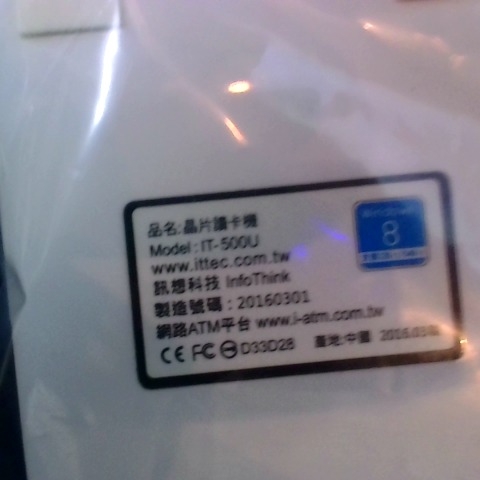 品名:晶片讀卡機
Model : IT-500U
www.ittec.com.tw
訊想科技 InfoThink
製造號碼 : 20160301
網路ATM平台 www.i-atm.com.tw
CE FC D33D28 產地:中國
Windows
8